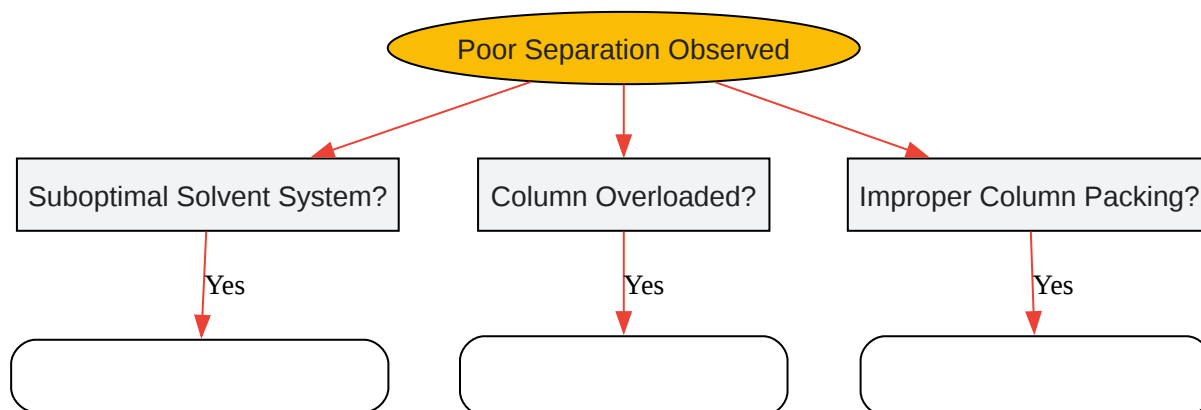 Poor Separation Observed
Suboptimal Solvent System?
Column Overloaded?
Improper Column Packing?
Yes
Yes
Yes